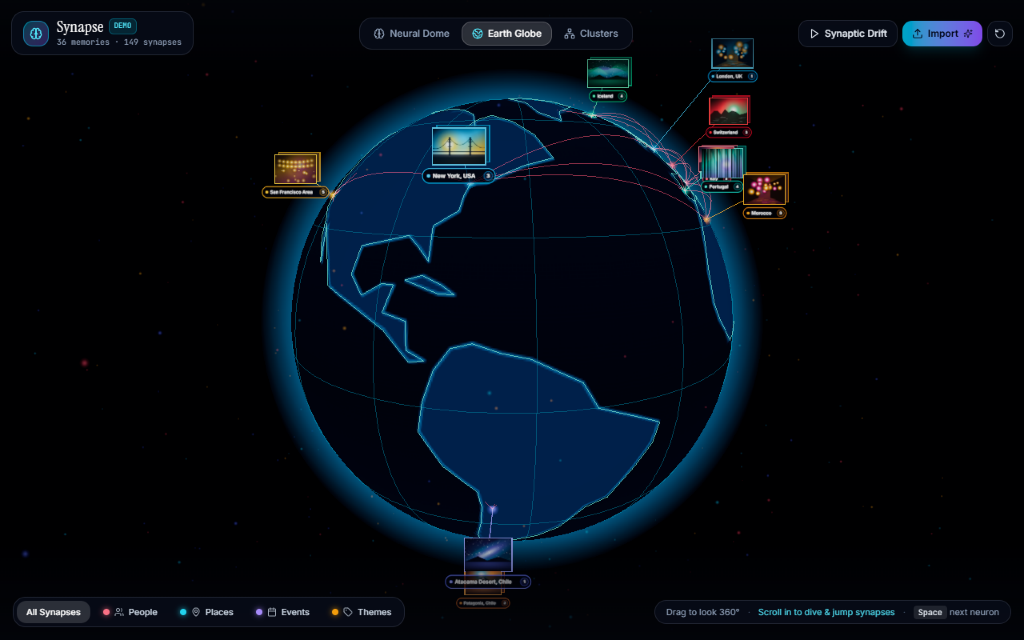 Synapse DEMO
36 memories · 149 synapses
Neural Dome
Earth Globe
Clusters
Synaptic Drift
Import
London, UK
Iceland 4
Switzerland
New York, USA 3
San Francisco Area
Portugal 4
Morocco
Atacama Desert, Chile
Patagonia, Chile
All Synapses
People
Places
Events
Themes
Drag to look 360° · Scroll in to dive & jump synapses · Space next neuron